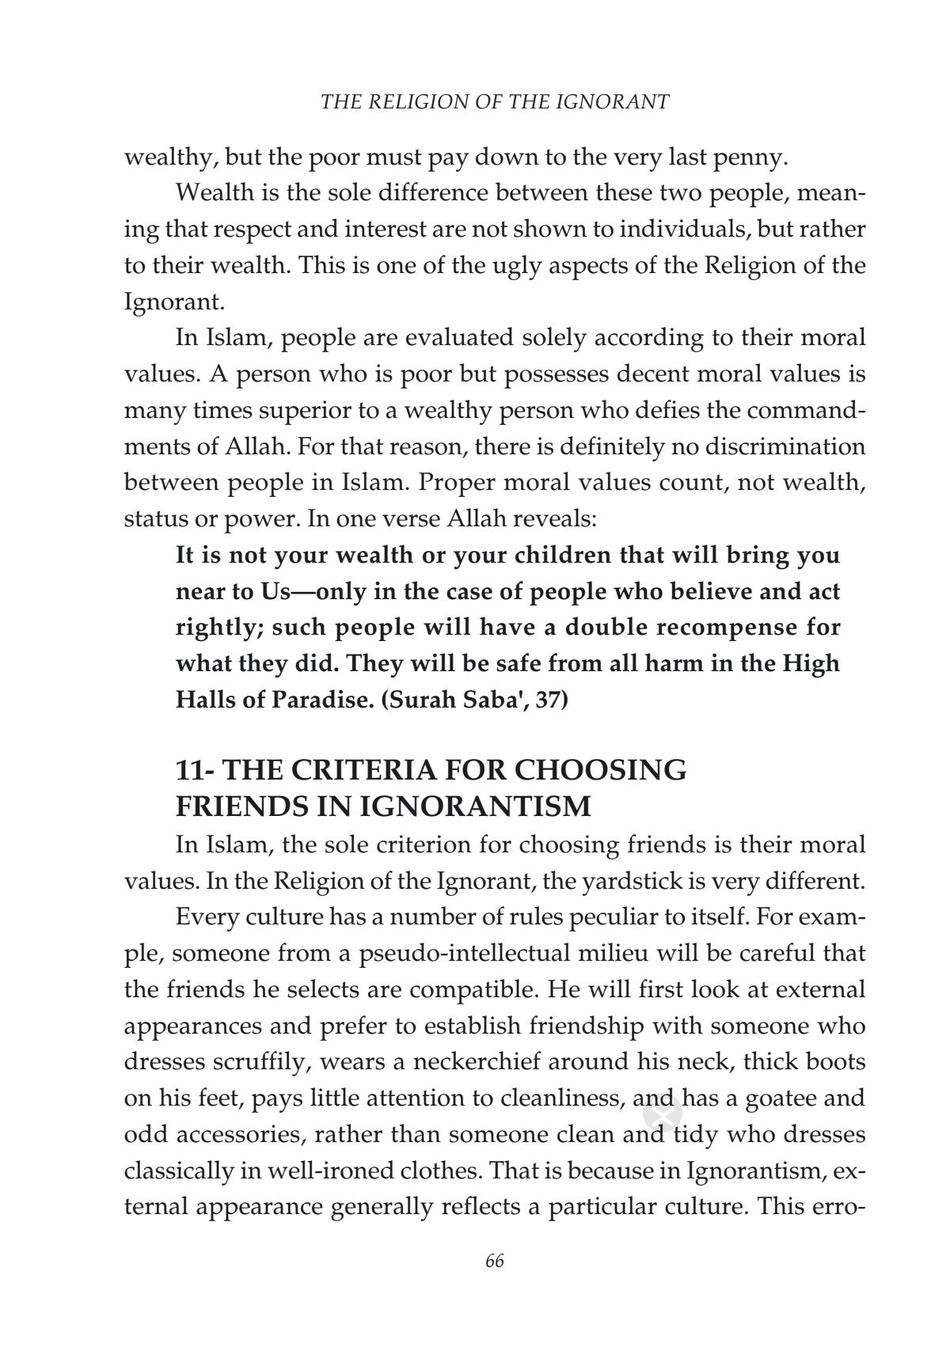 THE RELIGION OF THE IGNORANT
wealthy, but the poor must pay down to the very last penny.
Wealth is the sole difference between these two people, mean-
ing that respect and interest are not shown to individuals, but rather
to their wealth. This is one of the ugly aspects of the Religion of the
Ignorant.
In Islam, people are evaluated solely according to their moral
values. A person who is poor but possesses decent moral values is
many times superior to a wealthy person who defies the command-
ments of Allah. For that reason, there is definitely no discrimination
between people in Islam. Proper moral values count, not wealth,
status or power. In one verse Allah reveals:
It is not your wealth or your children that will bring you
near to Us—only in the case of people who believe and act
rightly; such people will have a double recompense for
what they did. They will be safe from all harm in the High
Halls of Paradise. (Surah Saba', 37)
11- THE CRITERIA FOR CHOOSING
FRIENDS IN IGNORANTISM
In Islam, the sole criterion for choosing friends is their moral
values. In the Religion of the Ignorant, the yardstick is very different.
Every culture has a number of rules peculiar to itself. For exam-
ple, someone from a pseudo-intellectual milieu will be careful that
the friends he selects are compatible. He will first look at external
appearances and prefer to establish friendship with someone who
dresses scruffily, wears a neckerchief around his neck, thick boots
on his feet, pays little attention to cleanliness, and has a goatee and
odd accessories, rather than someone clean and tidy who dresses
classically in well-ironed clothes. That is because in Ignorantism, ex-
ternal appearance generally reflects a particular culture. This erro-
66